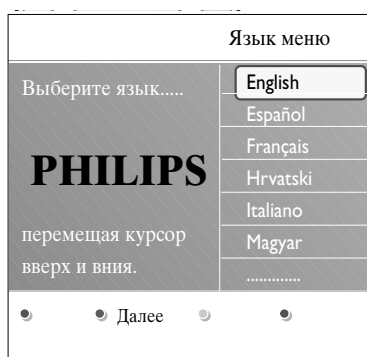 Язык меню
Выберите язык.....
PHILIPS
перемещая курсор
вверх и вния.
English
Español
Français
Hrvatski
Italiano
Magyar
............
Далее